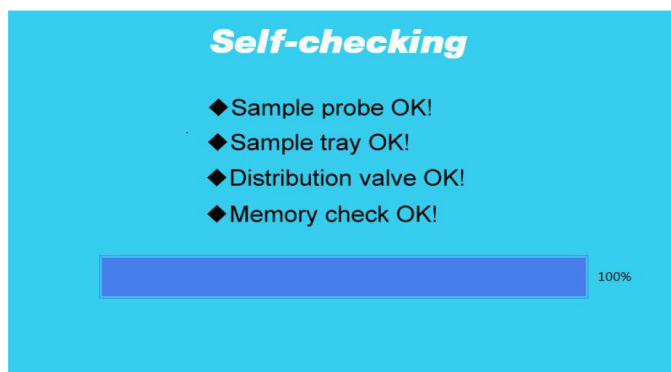 Self-checking
◆Sample probe OK!
◆Sample tray OK!
◆Distribution valve OK!
◆Memory check OK!
100%